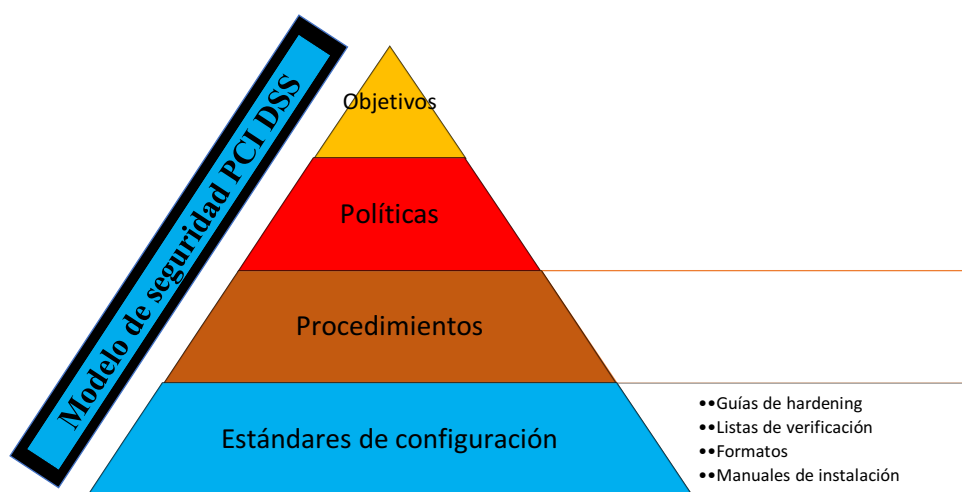 Modelo de seguridad PCI DSS
Objetivos
Políticas
Procedimientos
Estándares de configuración
••Guías de hardening
••Listas de verificación
••Formatos
••Manuales de instalación